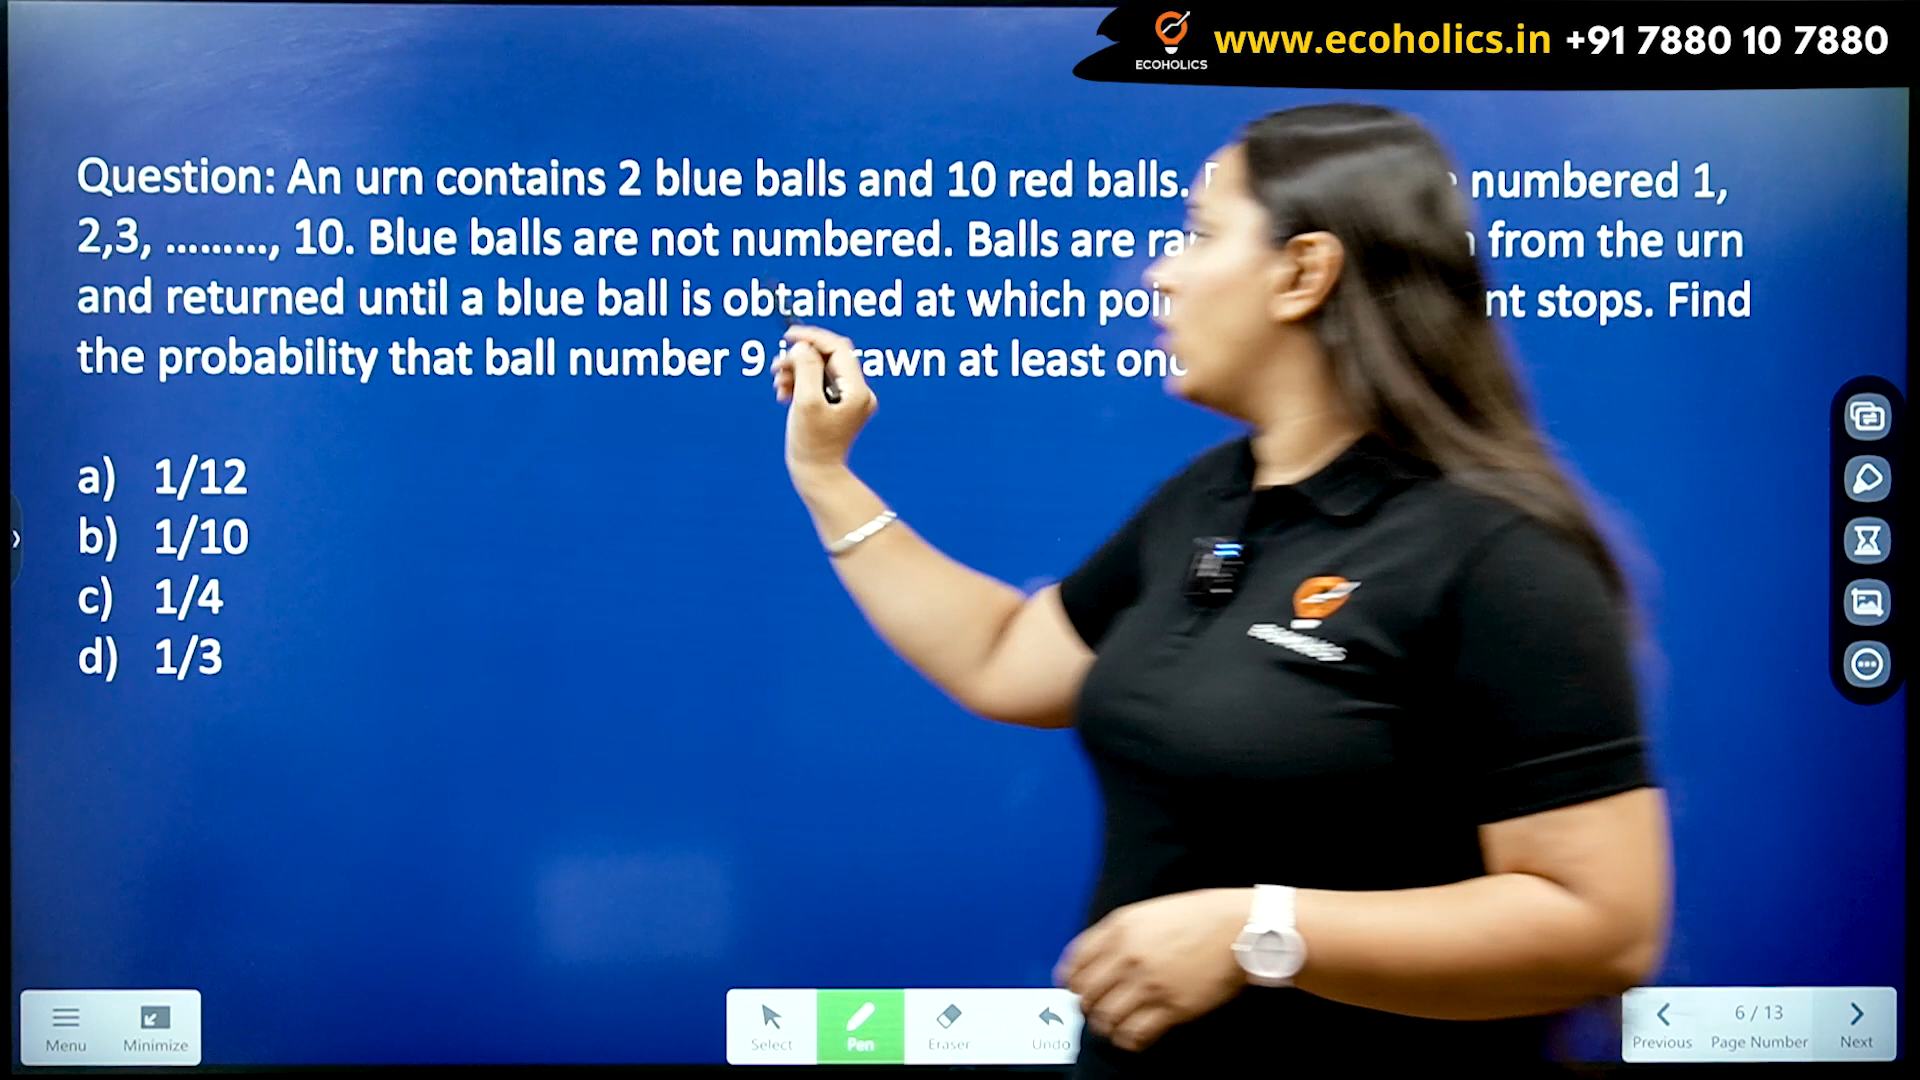 www.ecoholics.in +91 7880 10 7880
ECOHOLICS
Question: An urn contains 2 blue balls and 10 red balls. numbered 1,
2,3, ........., 10. Blue balls are not numbered. Balls are from the urn
and returned until a blue ball is obtained at which stops. Find
the probability that ball number 9 at least
a) 1/12
b) 1/10
c) 1/4
d) 1/3
Menu Minimize Select Pen Eraser Undo
6 / 13
Previous Page Number Next